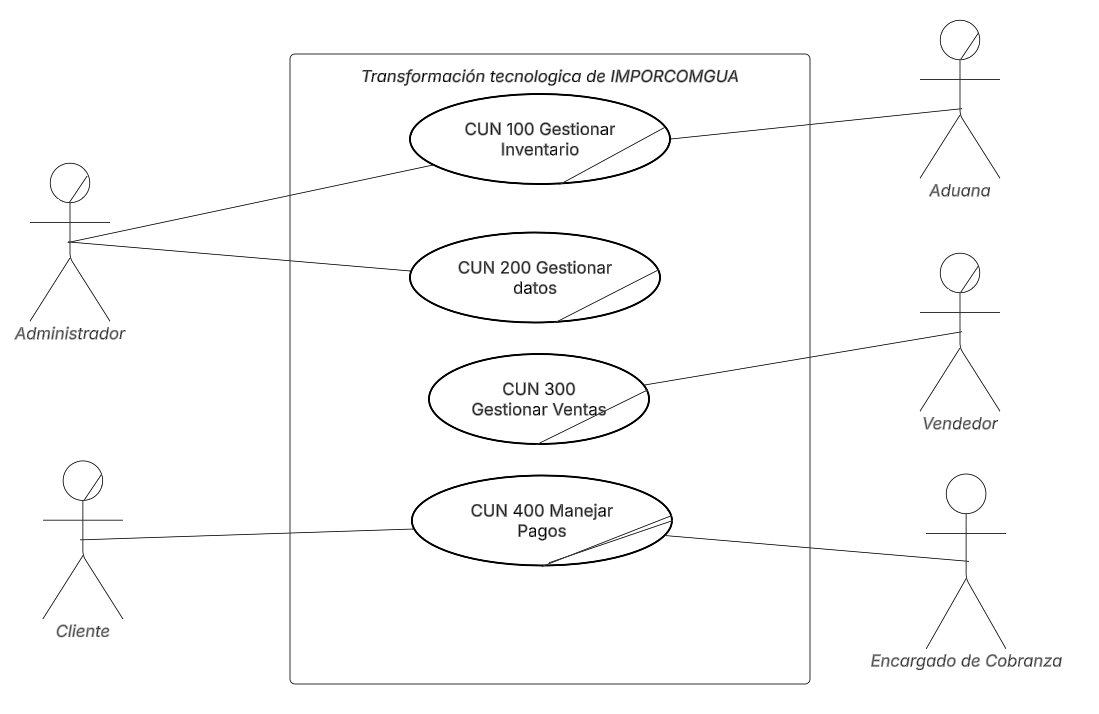 Transformación tecnologica de IMPORCOMGUA
CUN 100 Gestionar
Inventario
Aduana
CUN 200 Gestionar
datos
Administrador
CUN 300
Gestionar Ventas
Vendedor
CUN 400 Manejar
Pagos
Cliente
Encargado de Cobranza